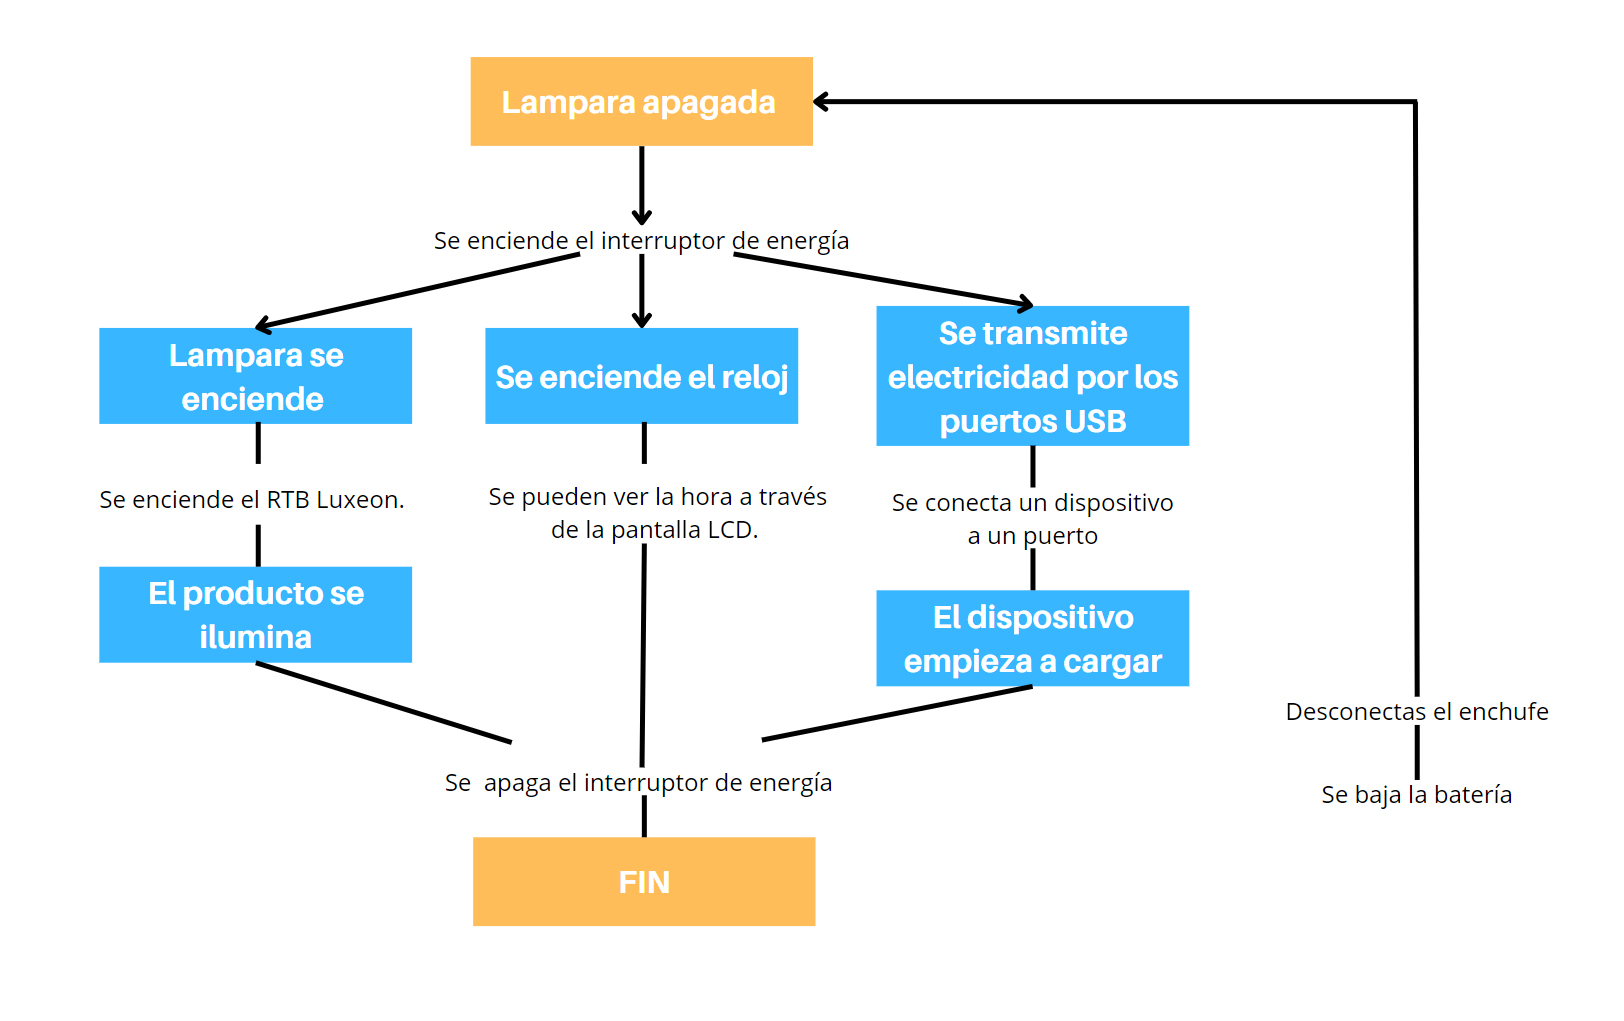 Lampara apagada
Se enciende el interruptor de energía
Lampara se
enciende
Se enciende el reloj
Se transmite
electricidad por los
puertos USB
Se enciende el RTB Luxeon.
Se pueden ver la hora a través
de la pantalla LCD.
Se conecta un dispositivo
a un puerto
El producto se
ilumina
El dispositivo
empieza a cargar
Desconectas el enchufe
Se baja la batería
Se  apaga el interruptor de energía
FIN